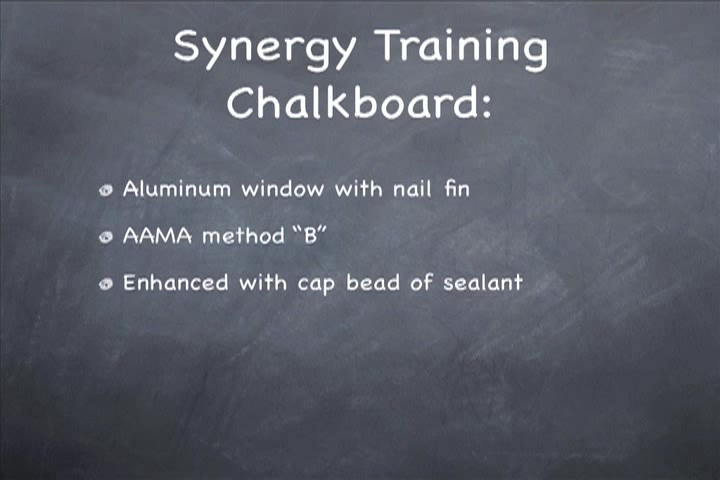 Synergy Training
Chalkboard:
Aluminum window with nail fin
AAMA method “B”
Enhanced with cap bead of sealant